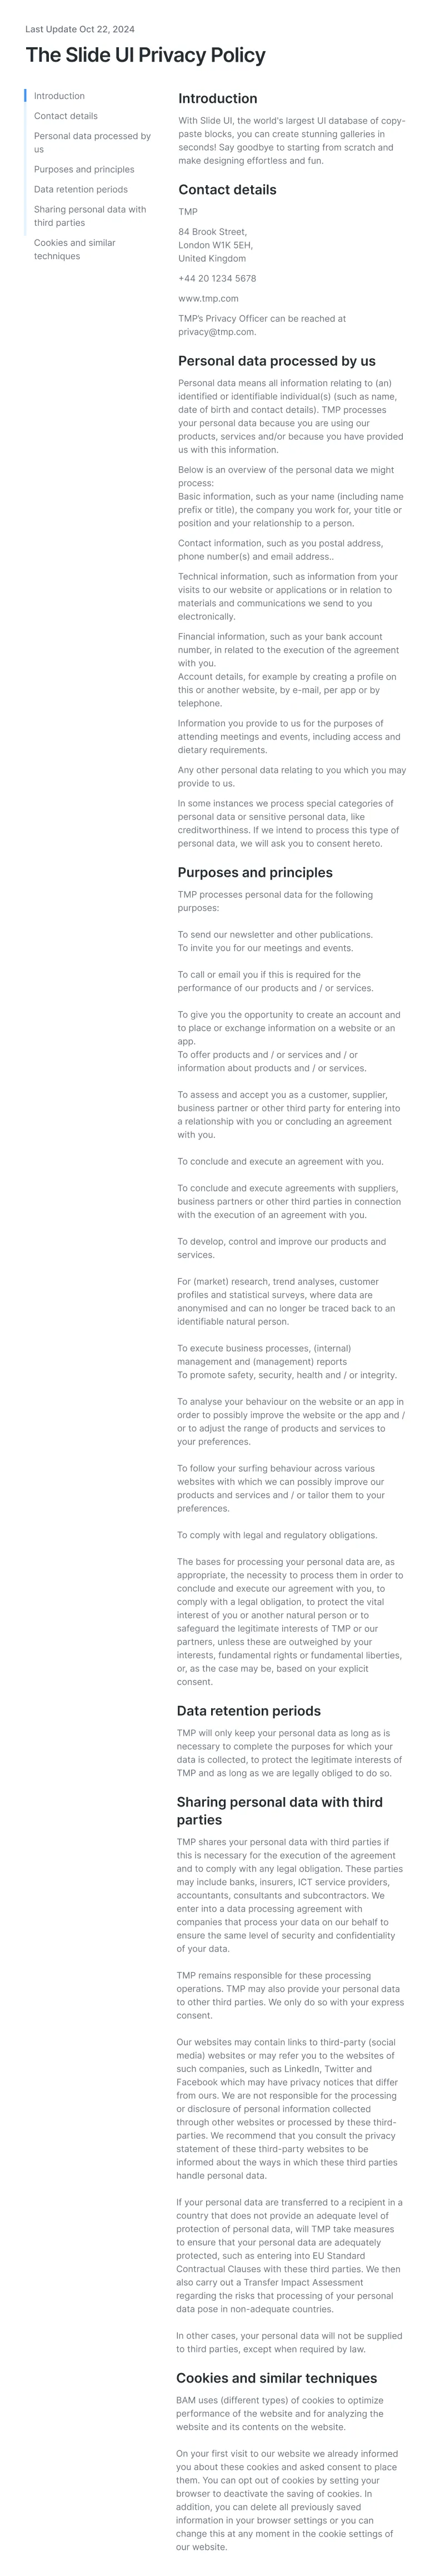 Last Update Oct 22, 2024
The Slide UI Privacy Policy
Introduction
Contact details
Personal data processed by
us
Purposes and principles
Data retention periods
Sharing personal data with
third parties
Cookies and similar
techniques
Introduction
With Slide UI, the world's largest UI database of copy-
paste blocks, you can create stunning galleries in
seconds! Say goodbye to starting from scratch and
make designing effortless and fun.
Contact details
TMP
84 Brook Street,
London W1K 5EH,
United Kingdom
+44 20 1234 5678
www.tmp.com
TMP's Privacy Officer can be reached at
privacy@tmp.com.
Personal data processed by us
Personal data means all information relating to (an)
identified or identifiable individual(s) (such as name,
date of birth and contact details). TMP processes
your personal data because you are using our
products, services and/or because you have provided
us with this information.
Below is an overview of the personal data we might
process:
Basic information, such as your name (including name
prefix or title), the company you work for, your title or
position and your relationship to a person.
Contact information, such as you postal address,
phone number(s) and email address..
Technical information, such as information from your
visits to our website or applications or in relation to
materials and communications we send to you
electronically.
Financial information, such as your bank account
number, in related to the execution of the agreement
with you.
Account details, for example by creating a profile on
this or another website, by e-mail, per app or by
telephone.
Information you provide to us for the purposes of
attending meetings and events, including access and
dietary requirements.
Any other personal data relating to you which you may
provide to us.
In some instances we process special categories of
personal data or sensitive personal data, like
creditworthiness. If we intend to process this type of
personal data, we will ask you to consent hereto.
Purposes and principles
TMP processes personal data for the following
purposes:
To send our newsletter and other publications.
To invite you for our meetings and events.
To call or email you if this is required for the
performance of our products and / or services.
To give you the opportunity to create an account and
to place or exchange information on a website or an
app.
To offer products and / or services and / or
information about products and / or services.
To assess and accept you as a customer, supplier,
business partner or other third party for entering into
a relationship with you or concluding an agreement
with you.
To conclude and execute an agreement with you.
To conclude and execute agreements with suppliers,
business partners or other third parties in connection
with the execution of an agreement with you.
To develop, control and improve our products and
services.
For (market) research, trend analyses, customer
profiles and statistical surveys, where data are
anonymised and can no longer be traced back to an
identifiable natural person.
To execute business processes, (internal)
management and (management) reports
To promote safety, security, health and / or integrity.
To analyse your behaviour on the website or an app in
order to possibly improve the website or the app and /
or to adjust the range of products and services to
your preferences.
To follow your surfing behaviour across various
websites with which we can possibly improve our
products and services and / or tailor them to your
preferences.
To comply with legal and regulatory obligations.
The bases for processing your personal data are, as
appropriate, the necessity to process them in order to
conclude and execute our agreement with you, to
comply with a legal obligation, to protect the vital
interest of you or another natural person or to
safeguard the legitimate interests of TMP or our
partners, unless these are outweighed by your
interests, fundamental rights or fundamental liberties,
or, as the case may be, based on your explicit
consent.
Data retention periods
TMP will only keep your personal data as long as is
necessary to complete the purposes for which your
data is collected, to protect the legitimate interests of
TMP and as long as we are legally obliged to do so.
Sharing personal data with third
parties
TMP shares your personal data with third parties if
this is necessary for the execution of the agreement
and to comply with any legal obligation. These parties
may include banks, insurers, ICT service providers,
accountants, consultants and subcontractors. We
enter into a data processing agreement with
companies that process your data on our behalf to
ensure the same level of security and confidentiality
of your data.
TMP remains responsible for these processing
operations. TMP may also provide your personal data
to other third parties. We only do so with your express
consent.
Our websites may contain links to third-party (social
media) websites or may refer you to the websites of
such companies, such as LinkedIn, Twitter and
Facebook which may have privacy notices that differ
from ours. We are not responsible for the processing
or disclosure of personal information collected
through other websites or processed by these third-
parties. We recommend that you consult the privacy
statement of these third-party websites to be
informed about the ways in which these third parties
handle personal data.
If your personal data are transferred to a recipient in a
country that does not provide an adequate level of
protection of personal data, will TMP take measures
to ensure that your personal data are adequately
protected, such as entering into EU Standard
Contractual Clauses with these third parties. We then
also carry out a Transfer Impact Assessment
regarding the risks that processing of your personal
data pose in non-adequate countries.
In other cases, your personal data will not be supplied
to third parties, except when required by law.
Cookies and similar techniques
BAM uses (different types) of cookies to optimize
performance of the website and for analyzing the
website and its contents on the website.
On your first visit to our website we already informed
you about these cookies and asked consent to place
them. You can opt out of cookies by setting your
browser to deactivate the saving of cookies. In
addition, you can delete all previously saved
information in your browser settings or you can
change this at any moment in the cookie settings of
our website.